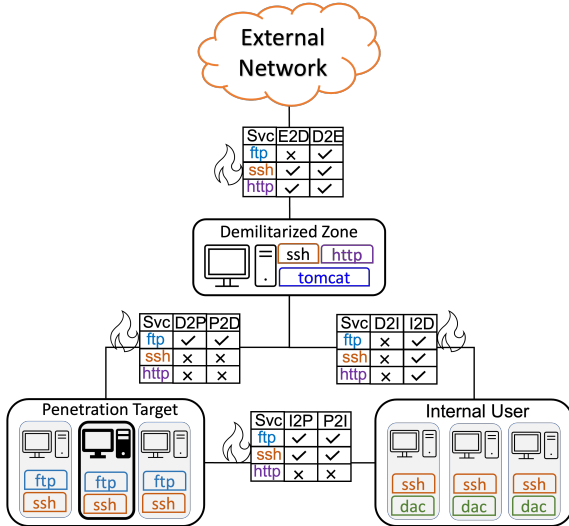 External
Network
Svc E2D D2E
ftp × ✓
ssh ✓ ✓
http ✓ ✓
Demilitarized Zone
ssh http
tomcat
Svc D2P P2D
ftp ✓ ✓
ssh × ×
http × ×
Svc D2I I2D
ftp × ✓
ssh × ✓
http × ✓
Penetration Target
ftp ftp ftp
ssh ssh ssh
Svc I2P P2I
ftp ✓ ✓
ssh ✓ ✓
http × ×
Internal User
ssh ssh ssh
dac dac dac